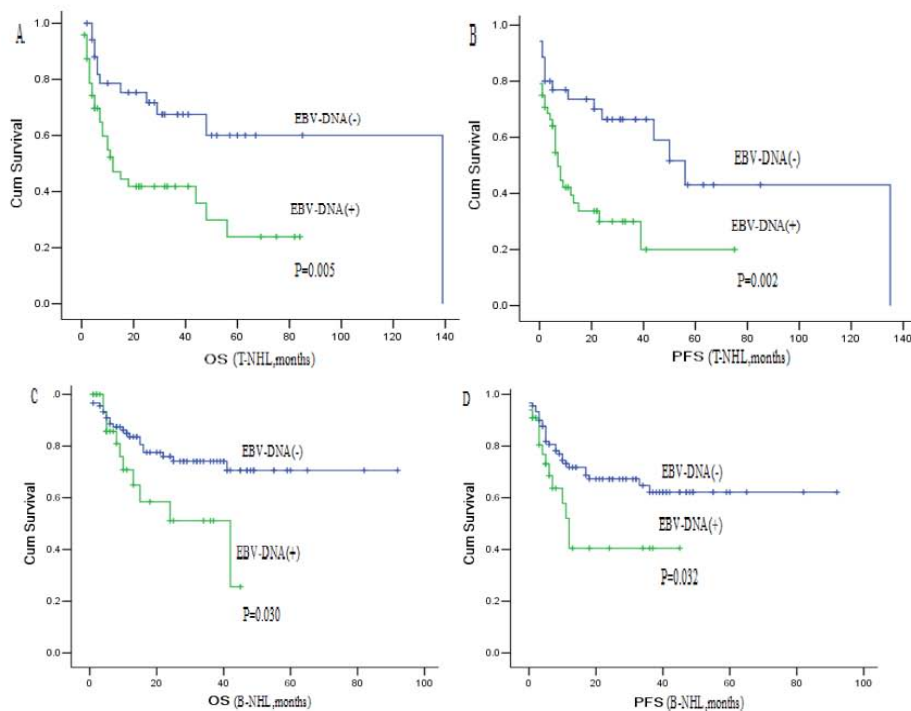 A
1.0
0.8
0.6
0.4
0.2
0.0
Cum Survival
EBV-DNA(-)
EBV-DNA(+)
P=0.005
0 20 40 60 80 100 120 140
OS (T-NHL,months)
B
1.0
0.8
0.6
0.4
0.2
0.0
Cum Survival
EBV-DNA(-)
EBV-DNA(+)
P=0.002
0 20 40 60 80 100 120 140
PFS (T-NHL,months)
C
.0
0.8
0.6
0.4
0.2
0.0
Cum Survival
EBV-DNA(-)
EBV-DNA(+)
P=0.030
0 20 40 60 80 100
OS (B-NHL,months)
D
.0
0.8
0.6
0.4
0.2
0.0
Cum Survival
EBV-DNA(-)
EBV-DNA(+)
P=0.032
0 20 40 60 80 100
PFS (B-NHL,months)